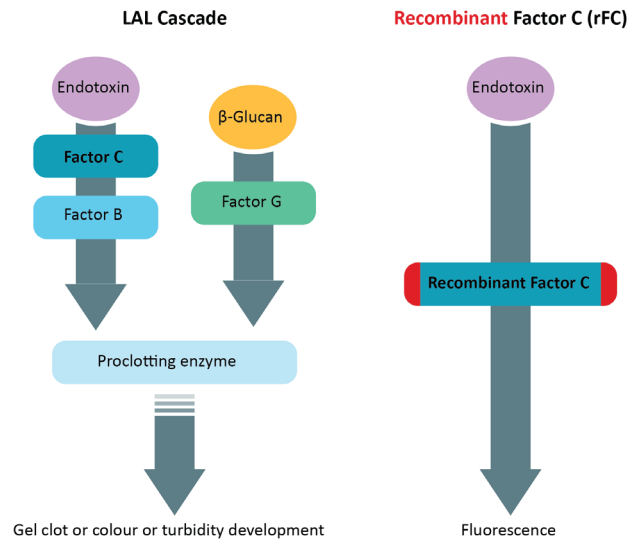 LAL Cascade
Recombinant Factor C (rFC)
Endotoxin
β-Glucan
Factor C
Factor B
Factor G
Proclotting enzyme
Gel clot or colour or turbidity development
Endotoxin
Recombinant Factor C
Fluorescence